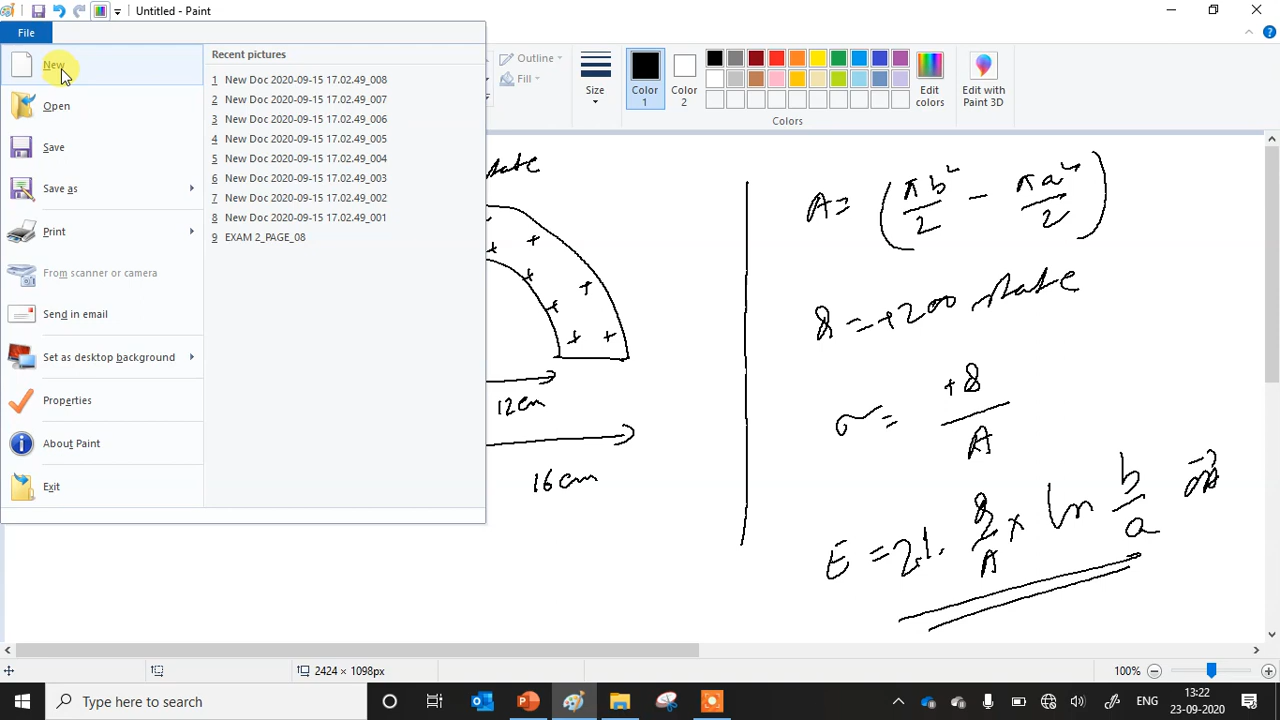 Untitled - Paint
File
New
Open
Save
Save as
Print
From scanner or camera
Send in email
Set as desktop background
Properties
About Paint
Exit
Recent pictures
1 New Doc 2020-09-15 17.02.49_008
2 New Doc 2020-09-15 17.02.49_007
3 New Doc 2020-09-15 17.02.49_006
4 New Doc 2020-09-15 17.02.49_005
5 New Doc 2020-09-15 17.02.49_004
6 New Doc 2020-09-15 17.02.49_003
7 New Doc 2020-09-15 17.02.49_002
8 New Doc 2020-09-15 17.02.49_001
9 EXAM 2_PAGE_08
Outline
Fill
Size
Color 1
Color 2
Edit colors
Edit with Paint 3D
Colors
12cm
16cm
A= (πb²/2 - πa²/2)
q=+200 state
σ= +q/A
E = 2k q/A × ln b/a
2424 × 1098px
100%
Type here to search
ENG
13:22
23-09-2020